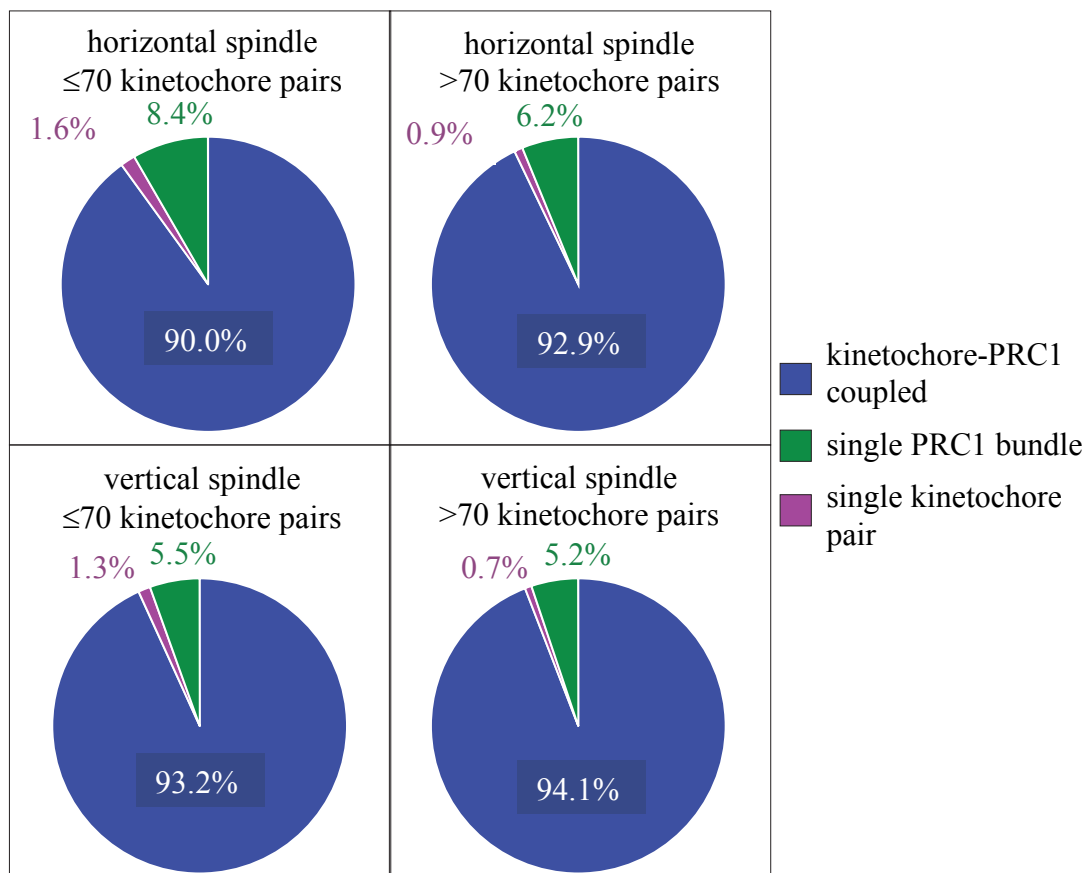 horizontal spindle
≤70 kinetochore pairs
1.6%
8.4%
90.0%
horizontal spindle
>70 kinetochore pairs
0.9%
6.2%
92.9%
vertical spindle
≤70 kinetochore pairs
1.3%
5.5%
93.2%
vertical spindle
>70 kinetochore pairs
0.7%
5.2%
94.1%
kinetochore-PRC1
coupled
single PRC1 bundle
single kinetochore
pair